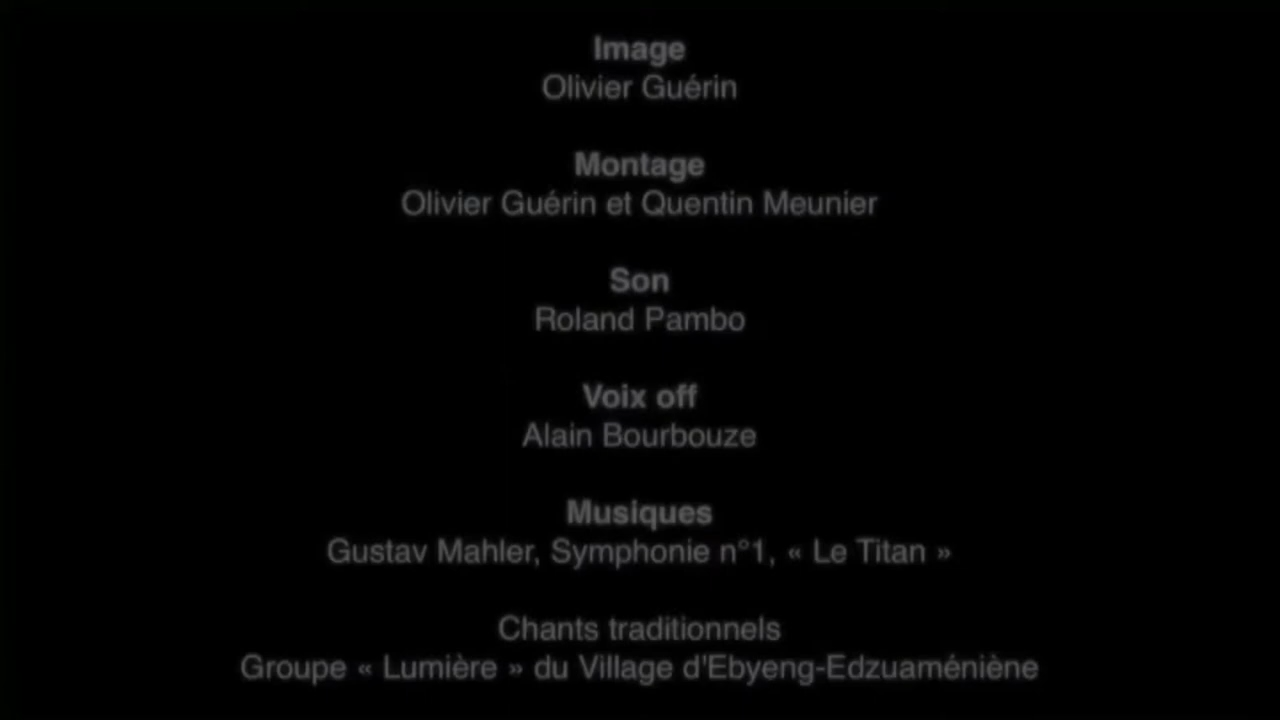 Image
Olivier Guérin
Montage
Olivier Guérin et Quentin Meunier
Son
Roland Pambo
Voix off
Alain Bourbouze
Musiques
Gustav Mahler, Symphonie n°1, « Le Titan »
Chants traditionnels
Groupe « Lumière » du Village d'Ebyeng-Edzuaméniène